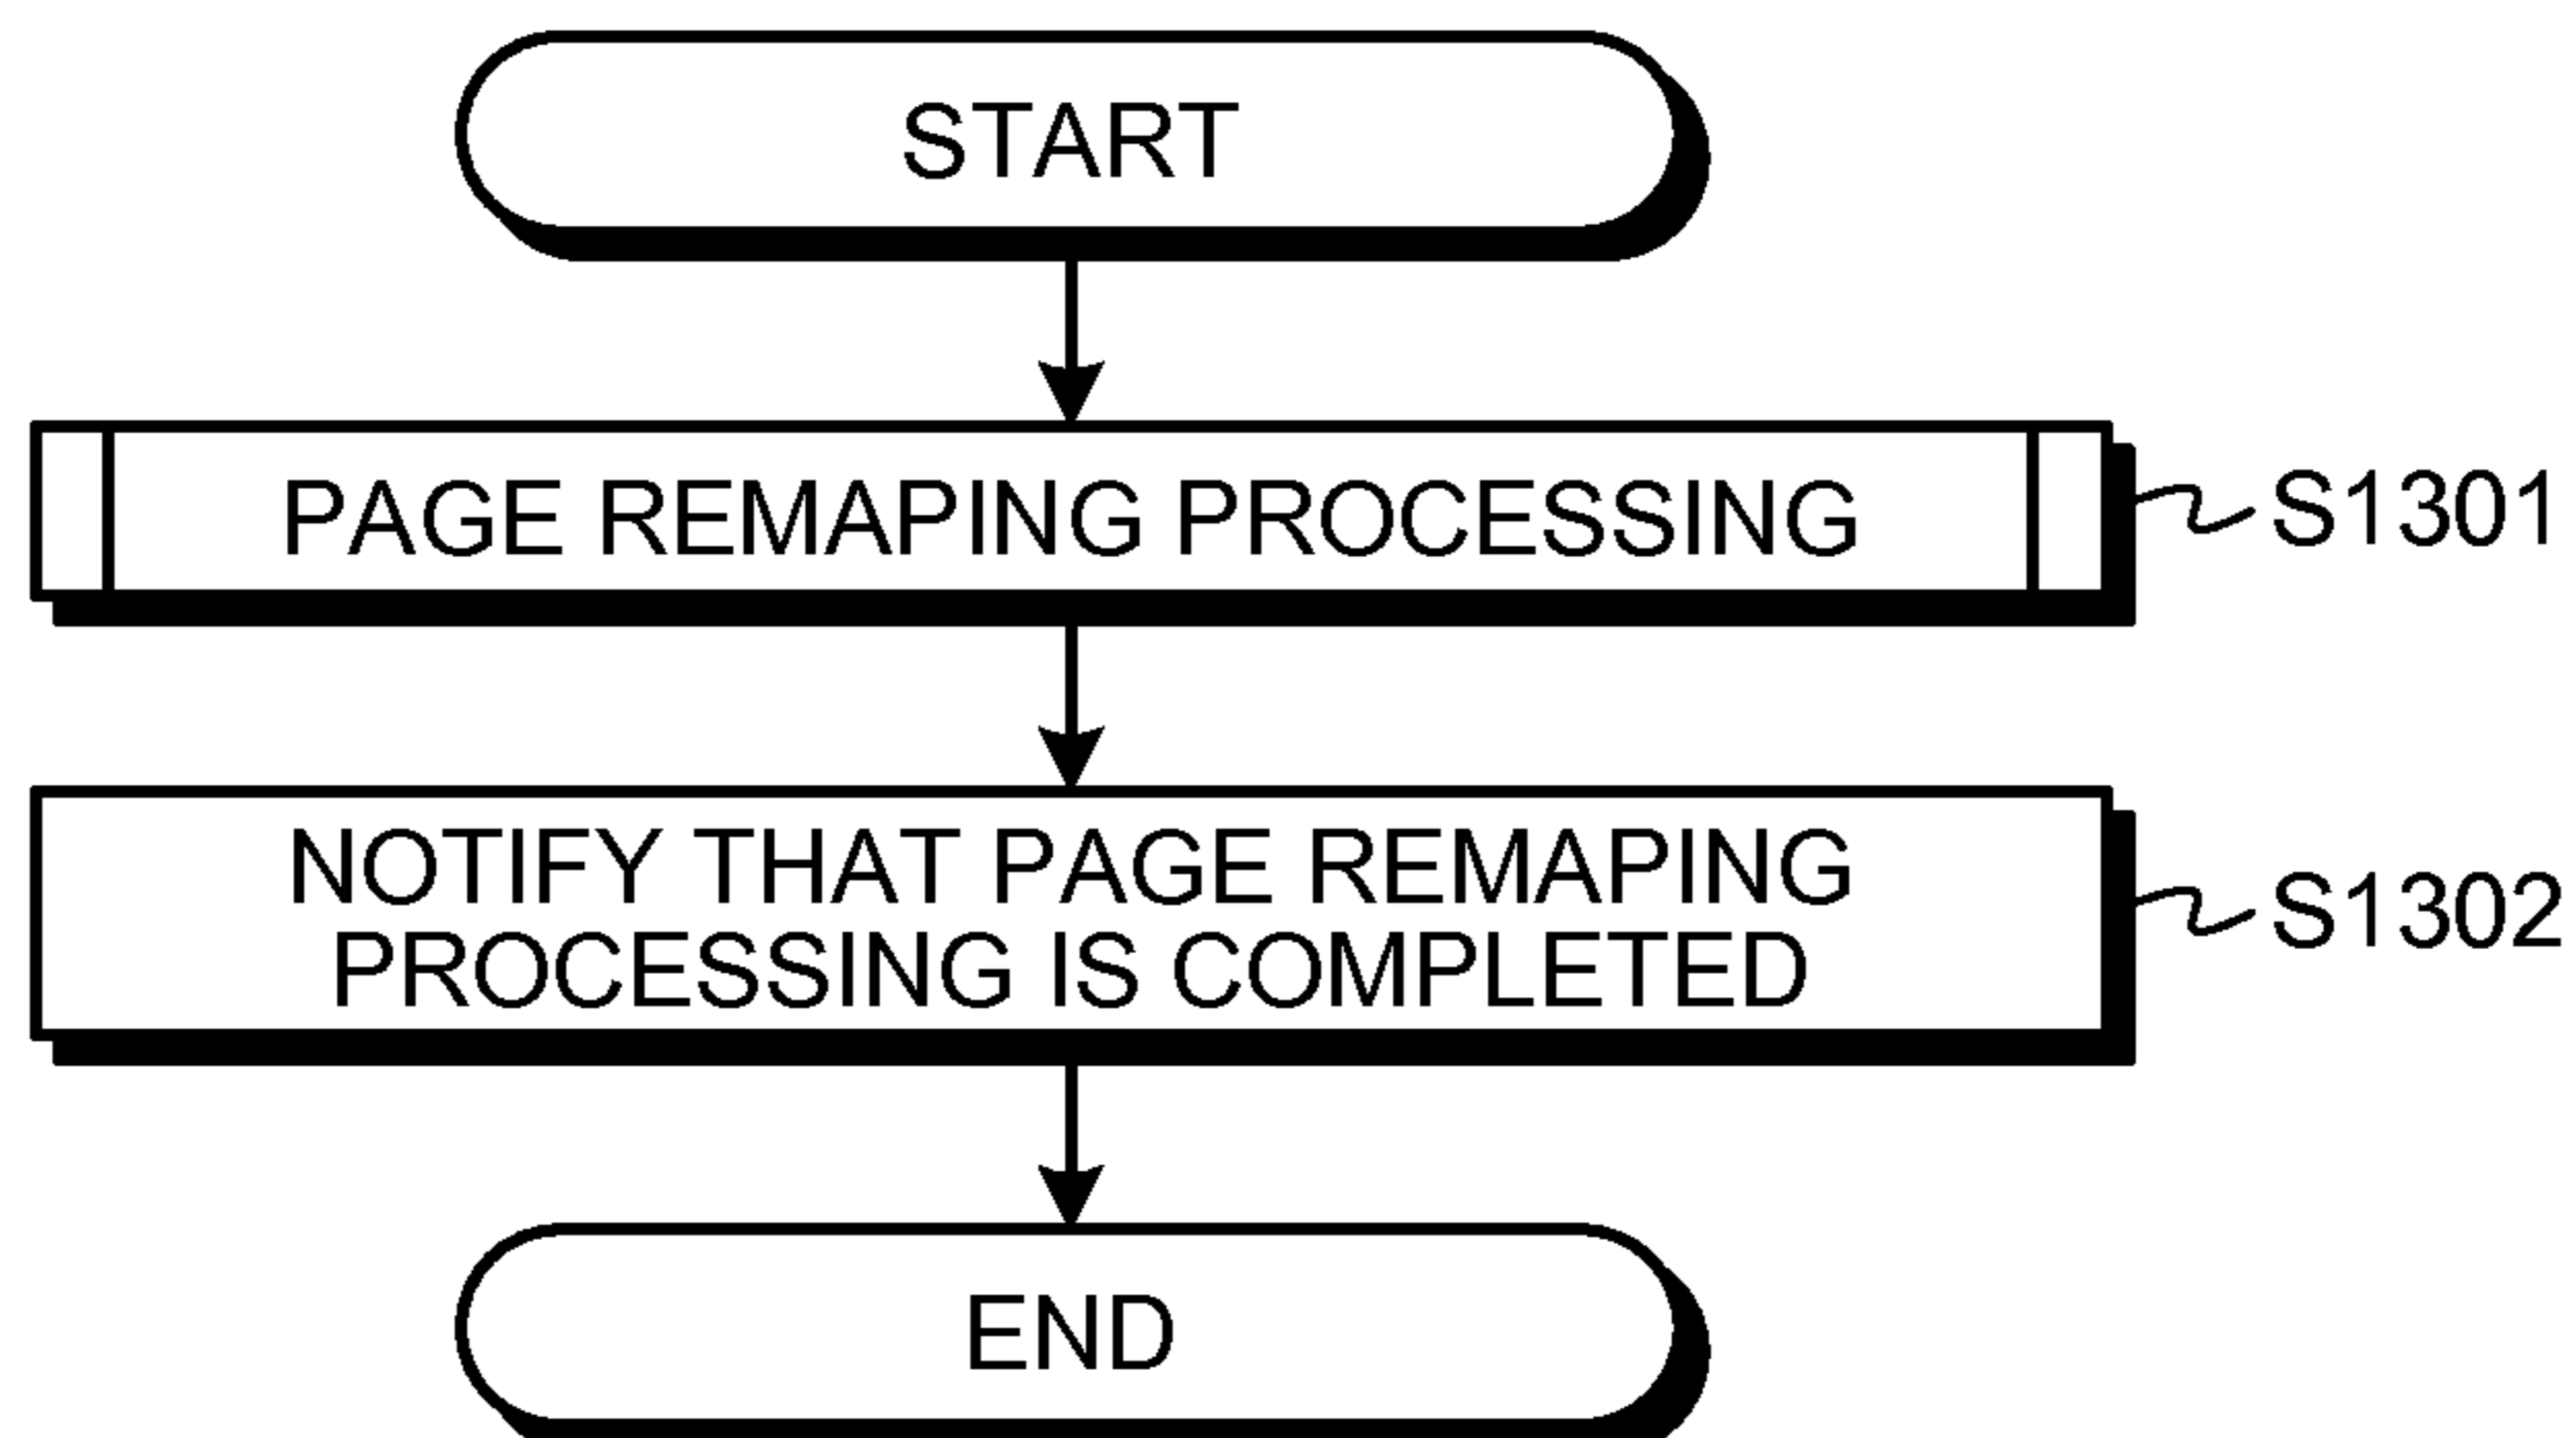 START
PAGE REMAPING PROCESSING
S1301
NOTIFY THAT PAGE REMAPING
PROCESSING IS COMPLETED
S1302
END